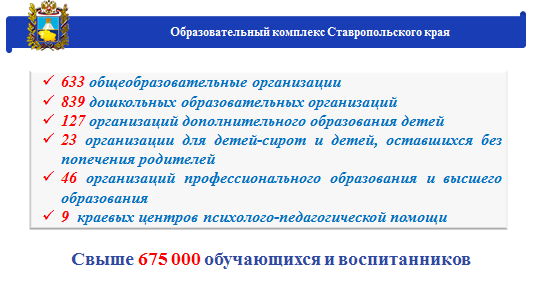 Образовательный комплекс Ставропольского края
633 общеобразовательные организации
839 дошкольных образовательных организаций
127 организаций дополнительного образования детей
23 организации для детей-сирот и детей, оставшихся без
попечения родителей
46 организаций профессионального образования и высшего
образования
9 краевых центров психолого-педагогической помощи
Свыше 675 000 обучающихся и воспитанников